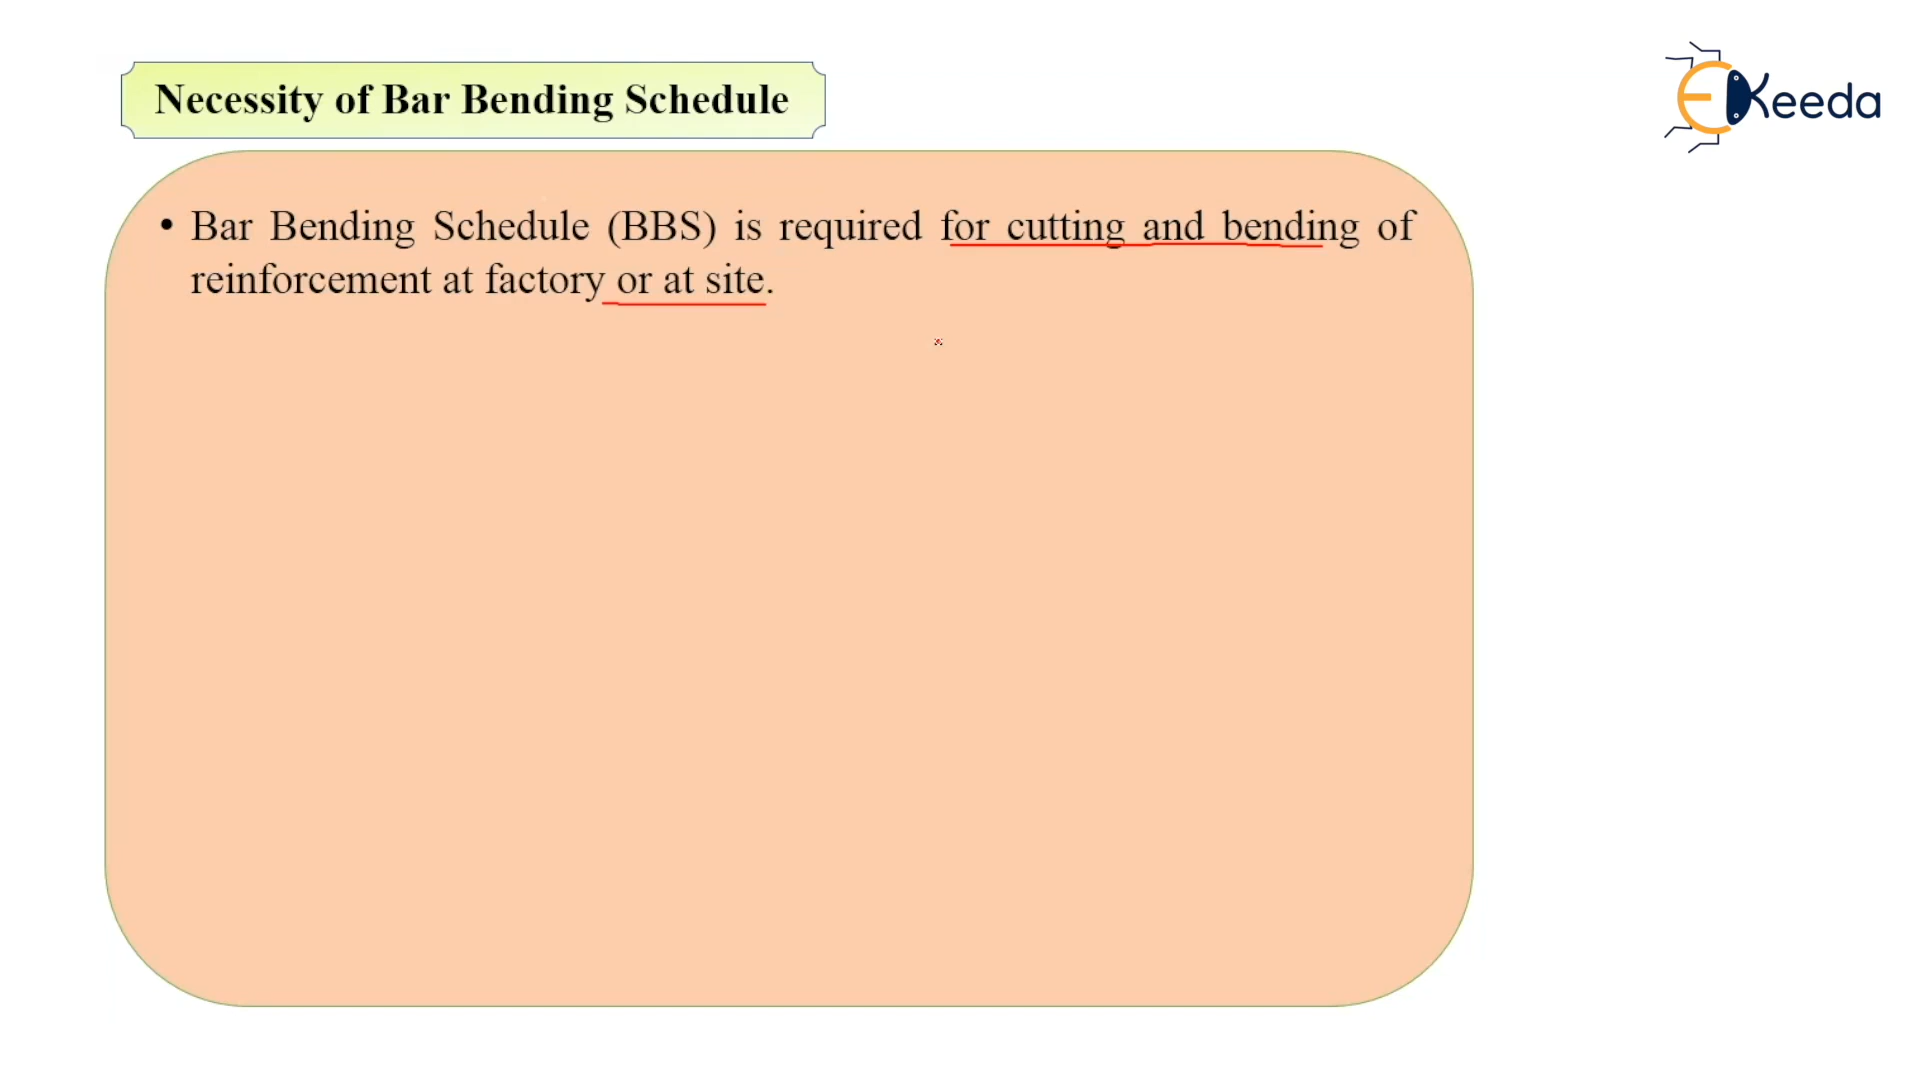 Necessity of Bar Bending Schedule
EKeeda
• Bar Bending Schedule (BBS) is required for cutting and bending of
reinforcement at factory or at site.